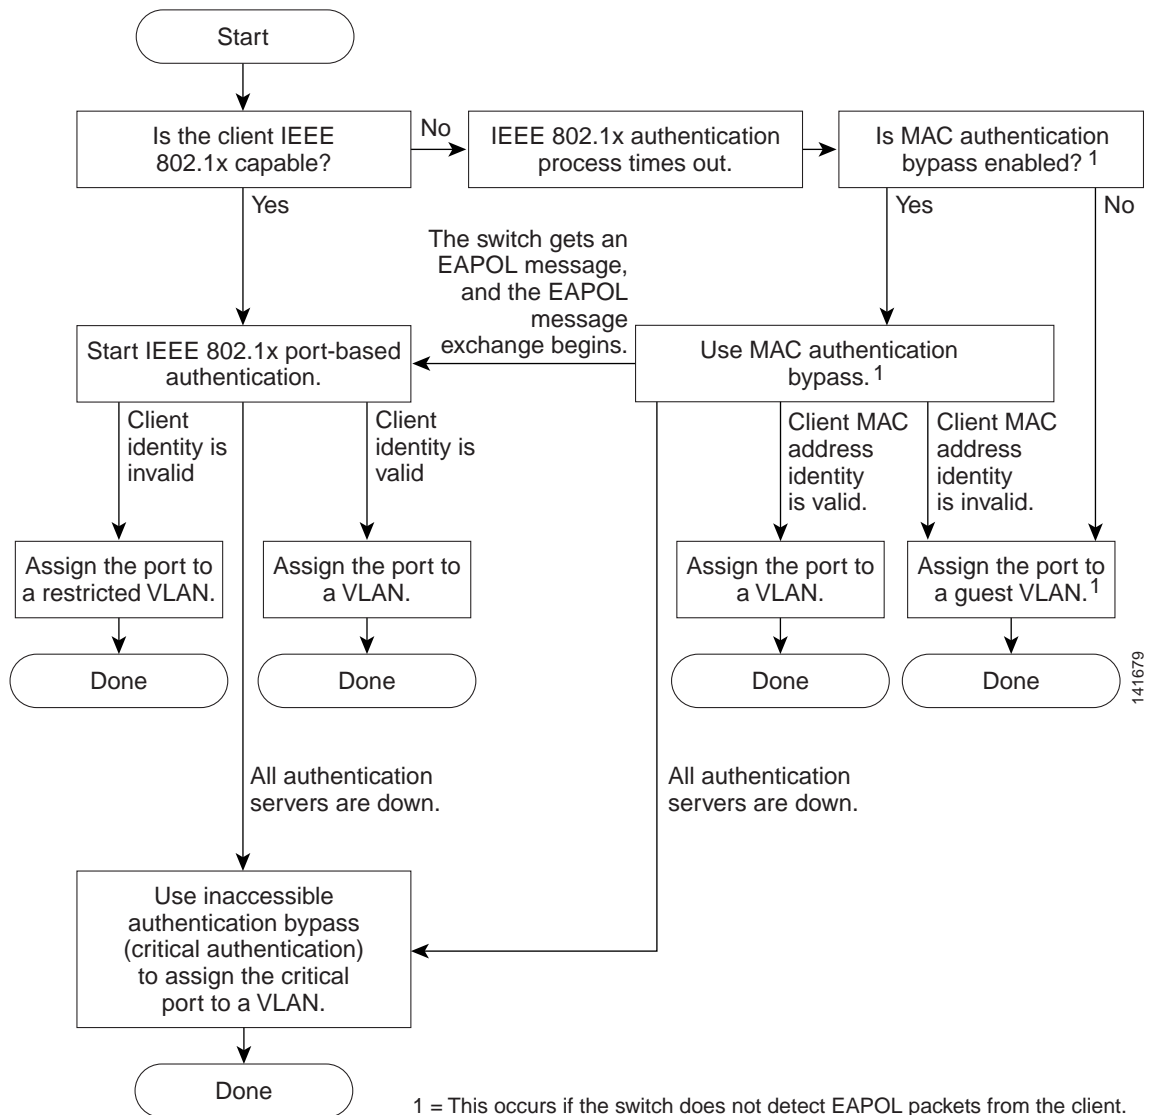 Start
Is the client IEEE
802.1x capable?
No
IEEE 802.1x authentication
process times out.
Is MAC authentication
bypass enabled? 1
Yes
Yes
No
The switch gets an
EAPOL message,
and the EAPOL
message
exchange begins.
Start IEEE 802.1x port-based
authentication.
Use MAC authentication
bypass. 1
Client
identity is
invalid
Client
identity is
valid
Client MAC
address
identity
is valid.
Client MAC
address
identity
is invalid.
Assign the port to
a restricted VLAN.
Assign the port to
a VLAN.
Assign the port to
a VLAN.
Assign the port to
a guest VLAN. 1
Done
Done
Done
Done
141679
All authentication
servers are down.
All authentication
servers are down.
Use inaccessible
authentication bypass
(critical authentication)
to assign the critical
port to a VLAN.
Done
1 = This occurs if the switch does not detect EAPOL packets from the client.